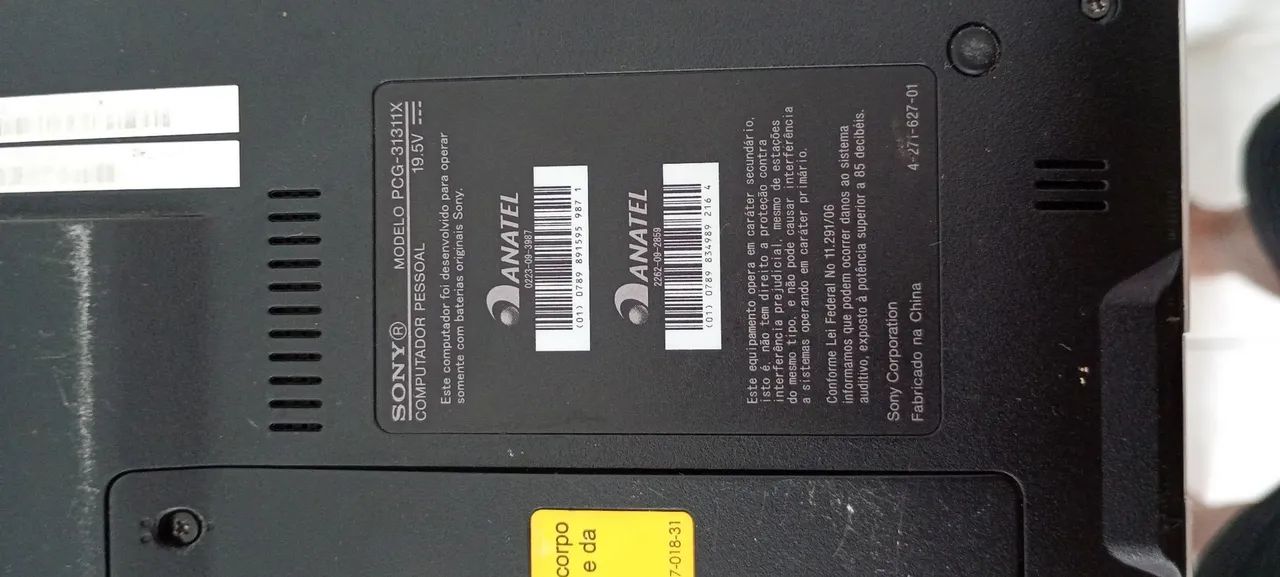 SONY® MODELO PCG-31311X
COMPUTADOR PESSOAL 19.5V
Este computador foi desenvolvido para operar
somente com baterias originais Sony.
ANATEL
0223-09-3987
(01) 0789 891595 987 1
ANATEL
2262-09-2859
(01) 0789 834989 216 4
Este equipamento opera em caráter secundário,
isto é, não tem direito a proteção contra
interferência prejudicial, mesmo de estações
do mesmo tipo, e não pode causar interferência
a sistemas operando em caráter primário.
Conforme Lei Federal No 11.291/06
informamos que podem ocorrer danos ao sistema
auditivo, exposto à potência superior a 85 decibéis.
Sony Corporation
Fabricado na China 4-271-627-01
corpo
e da
7-018-31